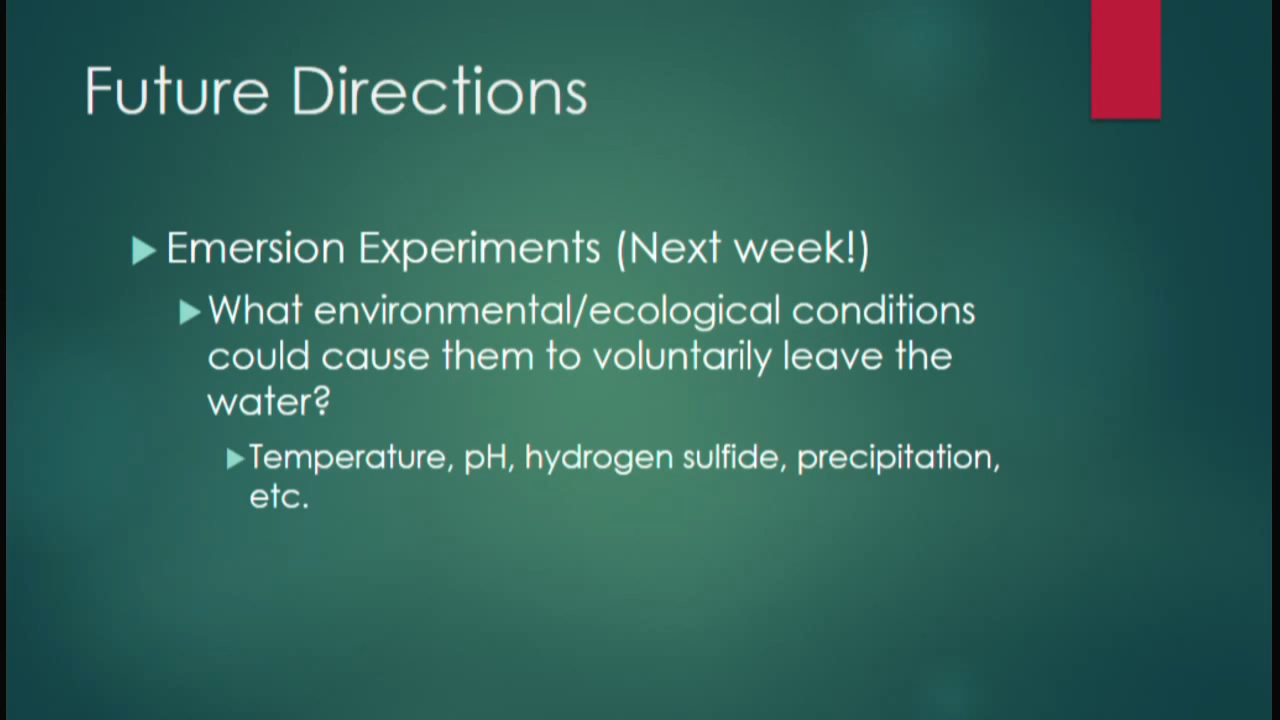 Future Directions
Emersion Experiments (Next week!)
What environmental/ecological conditions
could cause them to voluntarily leave the
water?
Temperature, pH, hydrogen sulfide, precipitation,
etc.